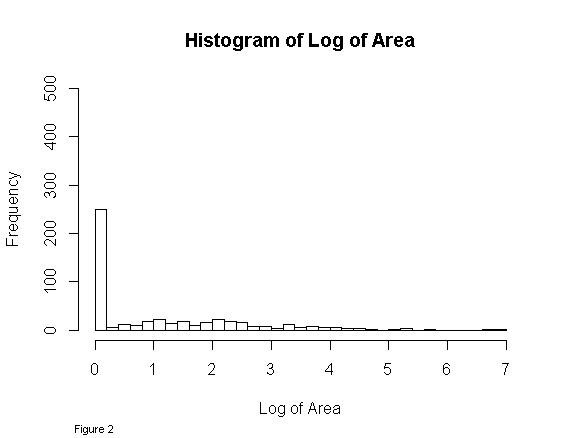 Histogram of Log of Area
500
400
300
200
100
0
Frequency
0 1 2 3 4 5 6 7
Log of Area
Figure 2